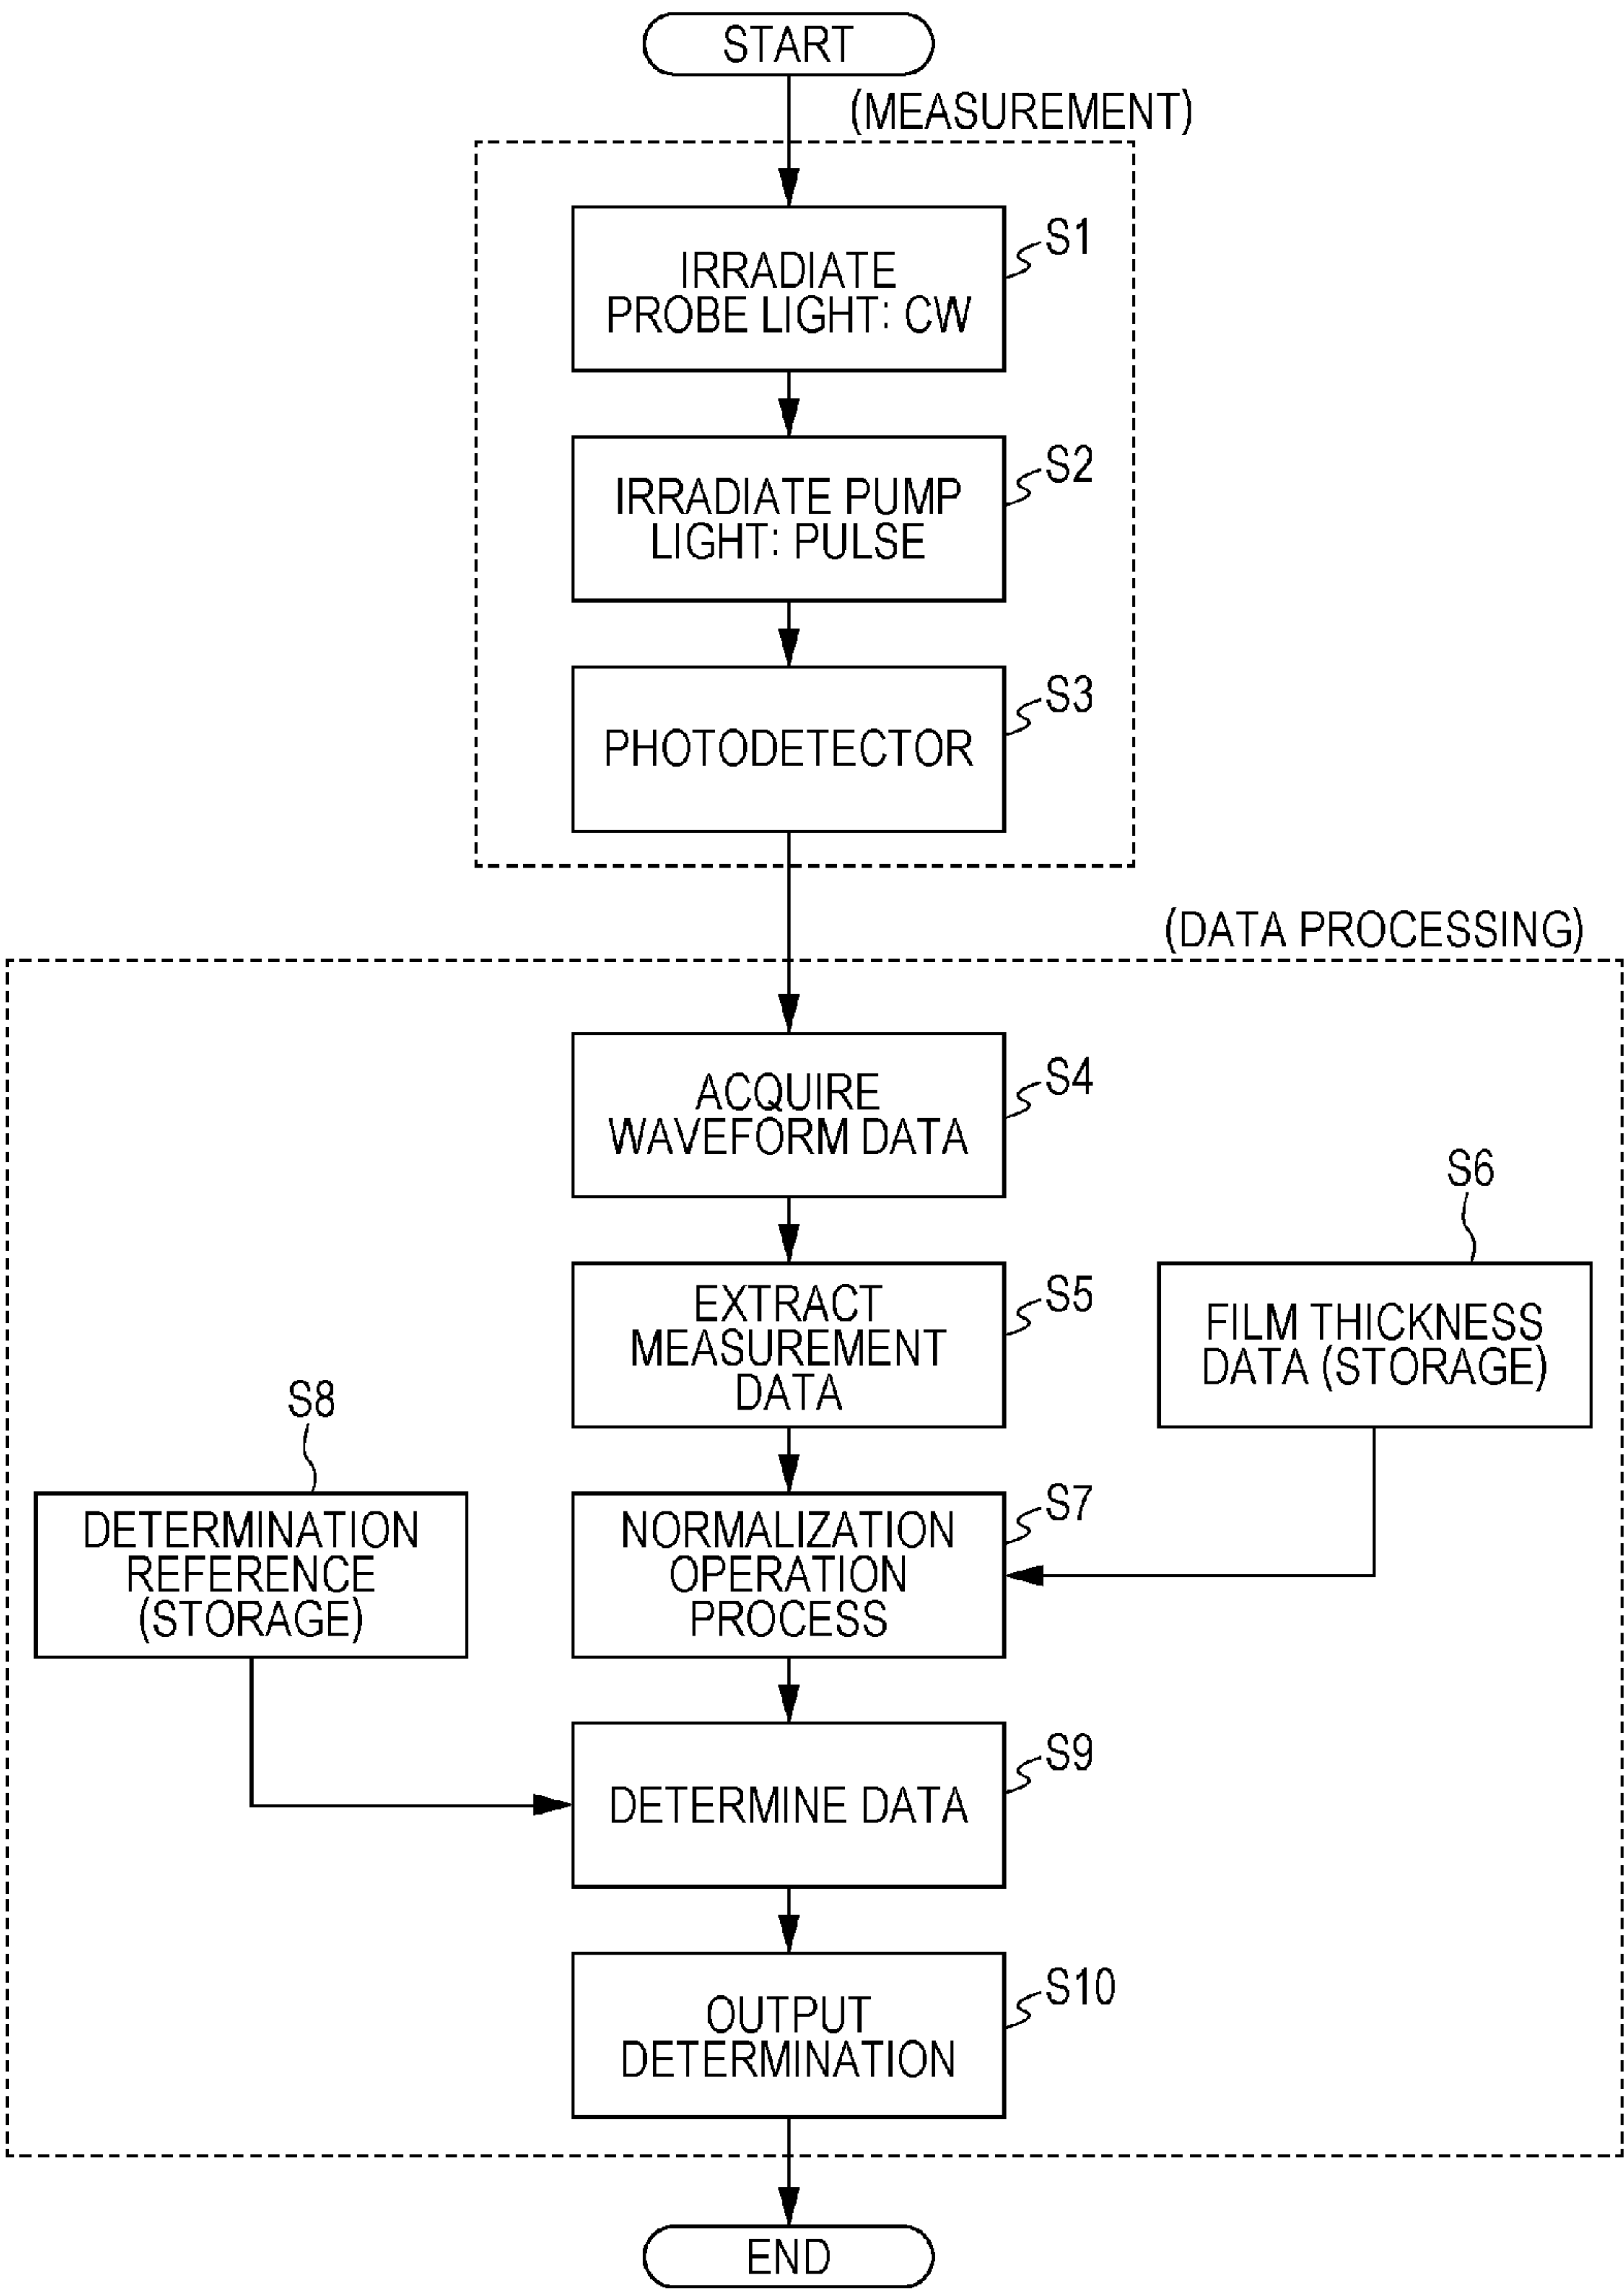 START
(MEASUREMENT)
S1
IRRADIATE
PROBE LIGHT: CW
S2
IRRADIATE PUMP
LIGHT: PULSE
S3
PHOTODETECTOR
(DATA PROCESSING)
S4
ACQUIRE
WAVEFORM DATA
S5
EXTRACT
MEASUREMENT
DATA
S6
FILM THICKNESS
DATA (STORAGE)
S7
NORMALIZATION
OPERATION
PROCESS
S8
DETERMINATION
REFERENCE
(STORAGE)
S9
DETERMINE DATA
S10
OUTPUT
DETERMINATION
END